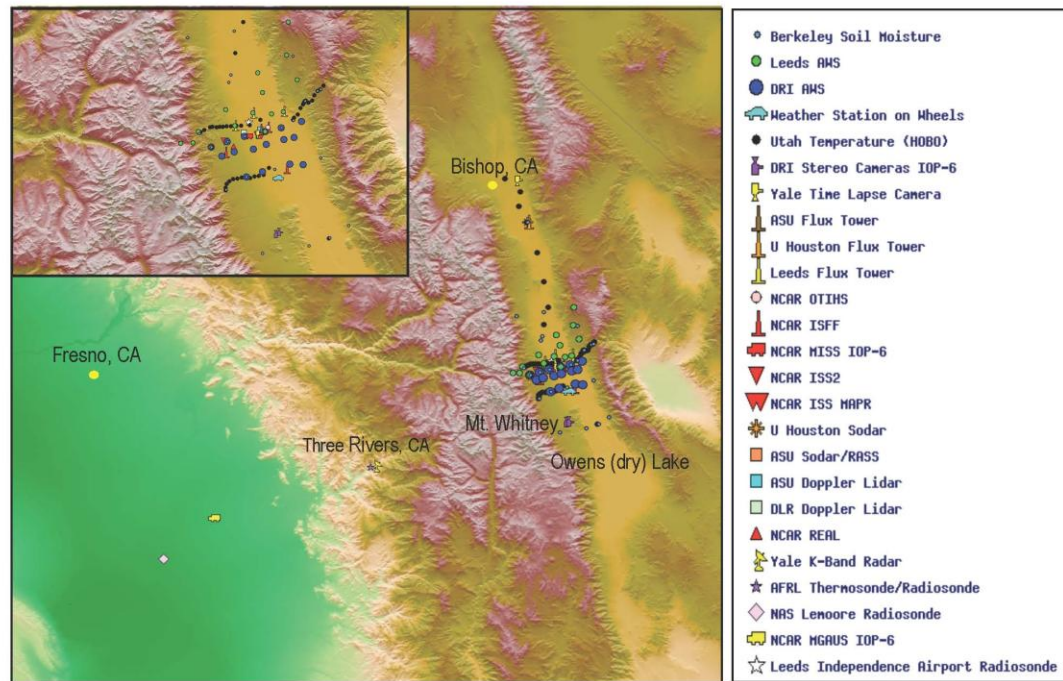 Bishop, CA
Fresno, CA
Mt. Whitney
Three Rivers, CA
Owens (dry) Lake
Berkeley Soil Moisture
Leeds AWS
DRI AWS
Weather Station on Wheels
Utah Temperature (HOBO)
DRI Stereo Cameras IOP-6
Yale Time Lapse Camera
ASU Flux Tower
U Houston Flux Tower
Leeds Flux Tower
NCAR OTIHS
NCAR ISFF
NCAR MISS IOP-6
NCAR ISS2
NCAR ISS MAPR
U Houston Sodar
ASU Sodar/RASS
ASU Doppler Lidar
DLR Doppler Lidar
NCAR REAL
Yale K-Band Radar
AFRL Thermosonde/Radiosonde
NAS Lemoore Radiosonde
NCAR MGAUS IOP-6
Leeds Independence Airport Radiosonde